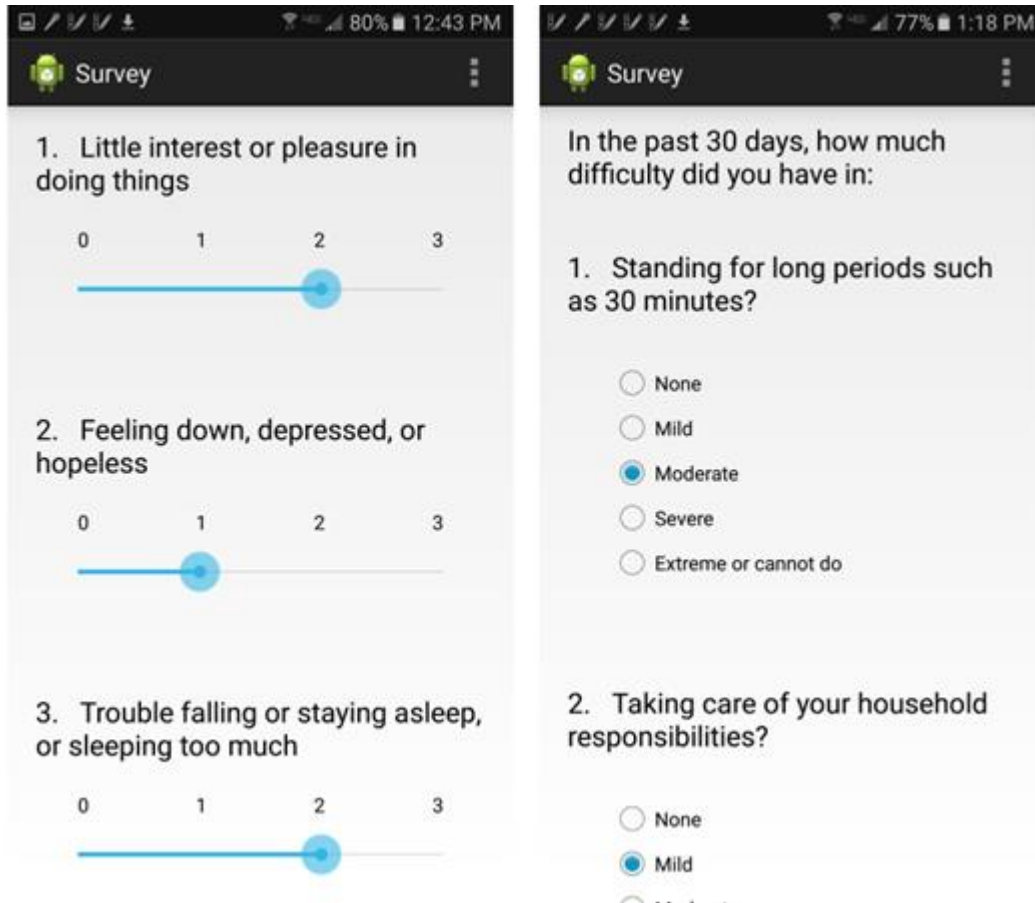 80% 12:43 PM
Survey
1. Little interest or pleasure in
doing things
0 1 2 3
2. Feeling down, depressed, or
hopeless
0 1 2 3
3. Trouble falling or staying asleep,
or sleeping too much
0 1 2 3
77% 1:18 PM
Survey
In the past 30 days, how much
difficulty did you have in:
1. Standing for long periods such
as 30 minutes?
None
Mild
Moderate
Severe
Extreme or cannot do
2. Taking care of your household
responsibilities?
None
Mild